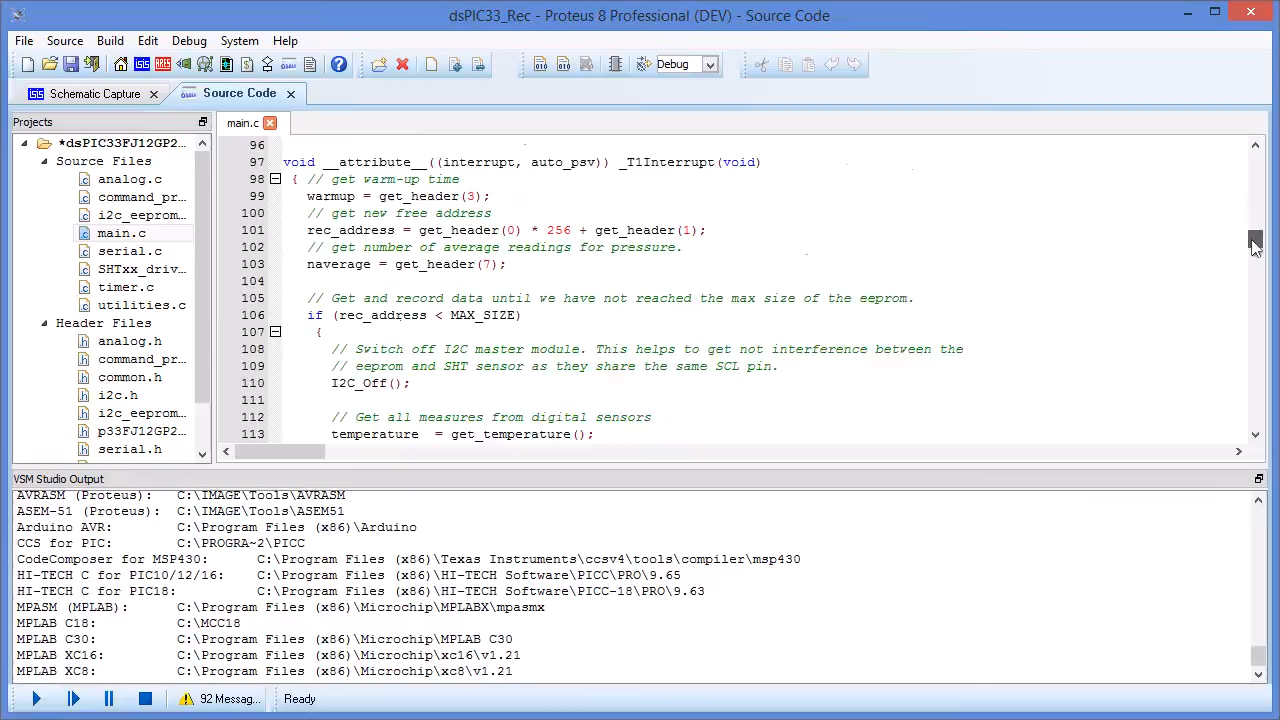 dsPIC33_Rec - Proteus 8 Professional (DEV) - Source Code
File Source Build Edit Debug System Help
Debug
Schematic Capture Source Code
Projects
*dsPIC33FJ12GP2...
Source Files
analog.c
command_pr...
i2c_eeprom...
main.c
serial.c
SHTxx_driv...
timer.c
utilities.c
Header Files
analog.h
command_pr...
common.h
i2c.h
i2c_eeprom...
p33FJ12GP2...
serial.h
main.c
96
97 void __attribute__((interrupt, auto_psv)) _T1Interrupt(void)
98 { // get warm-up time
99 warmup = get_header(3);
100 // get new free address
101 rec_address = get_header(0) * 256 + get_header(1);
102 // get number of average readings for pressure.
103 naverage = get_header(7);
104
105 // Get and record data until we have not reached the max size of the eeprom.
106 if (rec_address < MAX_SIZE)
107 {
108 // Switch off I2C master module. This helps to get not interference between the
109 // eeprom and SHT sensor as they share the same SCL pin.
110 I2C_Off();
111
112 // Get all measures from digital sensors
113 temperature = get_temperature();
VSM Studio Output
AVRASM (Proteus): C:\IMAGE\Tools\AVRASM
ASEM-51 (Proteus): C:\IMAGE\Tools\ASEM51
Arduino AVR: C:\Program Files (x86)\Arduino
CCS for PIC: C:\PROGRA~2\PICC
CodeComposer for MSP430: C:\Program Files (x86)\Texas Instruments\ccsv4\tools\compiler\msp430
HI-TECH C for PIC10/12/16: C:\Program Files (x86)\HI-TECH Software\PICC\PRO\9.65
HI-TECH C for PIC18: C:\Program Files (x86)\HI-TECH Software\PICC-18\PRO\9.63
MPASM (MPLAB): C:\Program Files (x86)\Microchip\MPLABX\mpasmx
MPLAB C18: C:\MCC18
MPLAB C30: C:\Program Files (x86)\Microchip\MPLAB C30
MPLAB XC16: C:\Program Files (x86)\Microchip\xc16\v1.21
MPLAB XC8: C:\Program Files (x86)\Microchip\xc8\v1.21
92 Messag... Ready